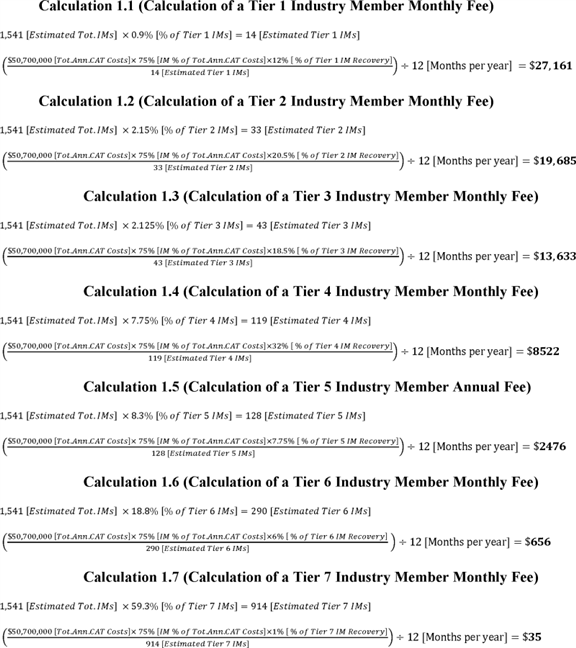 Calculation 1.1 (Calculation of a Tier 1 Industry Member Monthly Fee)
1,541 [Estimated Tot. IMs] × 0.9% [% of Tier 1 IMs] = 14 [Estimated Tier 1 IMs]
($50,700,000 [Tot.Ann.CAT Costs]× 75% [IM % of Tot.Ann.CAT Costs]×12% [ % of Tier 1 IM Recovery]
14 [Estimated Tier 1 IMs]) ÷ 12 [Months per year] = $27,161
Calculation 1.2 (Calculation of a Tier 2 Industry Member Monthly Fee)
1,541 [Estimated Tot. IMs] × 2.15% [% of Tier 2 IMs] = 33 [Estimated Tier 2 IMs]
($50,700,000 [Tot.Ann.CAT Costs]× 75% [IM % of Tot.Ann.CAT Costs]×20.5% [ % of Tier 2 IM Recovery]
33 [Estimated Tier 2 IMs]) ÷ 12 [Months per year] = $19,685
Calculation 1.3 (Calculation of a Tier 3 Industry Member Monthly Fee)
1,541 [Estimated Tot. IMs] × 2.125% [% of Tier 3 IMs] = 43 [Estimated Tier 3 IMs]
($50,700,000 [Tot.Ann.CAT Costs]× 75% [IM % of Tot.Ann.CAT Costs]×18.5% [ % of Tier 3 IM Recovery]
43 [Estimated Tier 3 IMs]) ÷ 12 [Months per year] = $13,633
Calculation 1.4 (Calculation of a Tier 4 Industry Member Monthly Fee)
1,541 [Estimated Tot. IMs] × 7.75% [% of Tier 4 IMs] = 119 [Estimated Tier 4 IMs]
($50,700,000 [Tot.Ann.CAT Costs]× 75% [IM % of Tot.Ann.CAT Costs]×32% [ % of Tier 4 IM Recovery]
119 [Estimated Tier 4 IMs]) ÷ 12 [Months per year] = $8522
Calculation 1.5 (Calculation of a Tier 5 Industry Member Annual Fee)
1,541 [Estimated Tot. IMs] × 8.3% [% of Tier 5 IMs] = 128 [Estimated Tier 5 IMs]
($50,700,000 [Tot.Ann.CAT Costs]× 75% [IM % of Tot.Ann.CAT Costs]×7.75% [ % of Tier 5 IM Recovery]
128 [Estimated Tier 5 IMs]) ÷ 12 [Months per year] = $2476
Calculation 1.6 (Calculation of a Tier 6 Industry Member Monthly Fee)
1,541 [Estimated Tot. IMs] × 18.8% [% of Tier 6 IMs] = 290 [Estimated Tier 6 IMs]
($50,700,000 [Tot.Ann.CAT Costs]× 75% [IM % of Tot.Ann.CAT Costs]×6% [ % of Tier 6 IM Recovery]
290 [Estimated Tier 6 IMs]) ÷ 12 [Months per year] = $656
Calculation 1.7 (Calculation of a Tier 7 Industry Member Monthly Fee)
1,541 [Estimated Tot. IMs] × 59.3% [% of Tier 7 IMs] = 914 [Estimated Tier 7 IMs]
($50,700,000 [Tot.Ann.CAT Costs]× 75% [IM % of Tot.Ann.CAT Costs]×1% [ % of Tier 7 IM Recovery]
914 [Estimated Tier 7 IMs]) ÷ 12 [Months per year] = $35